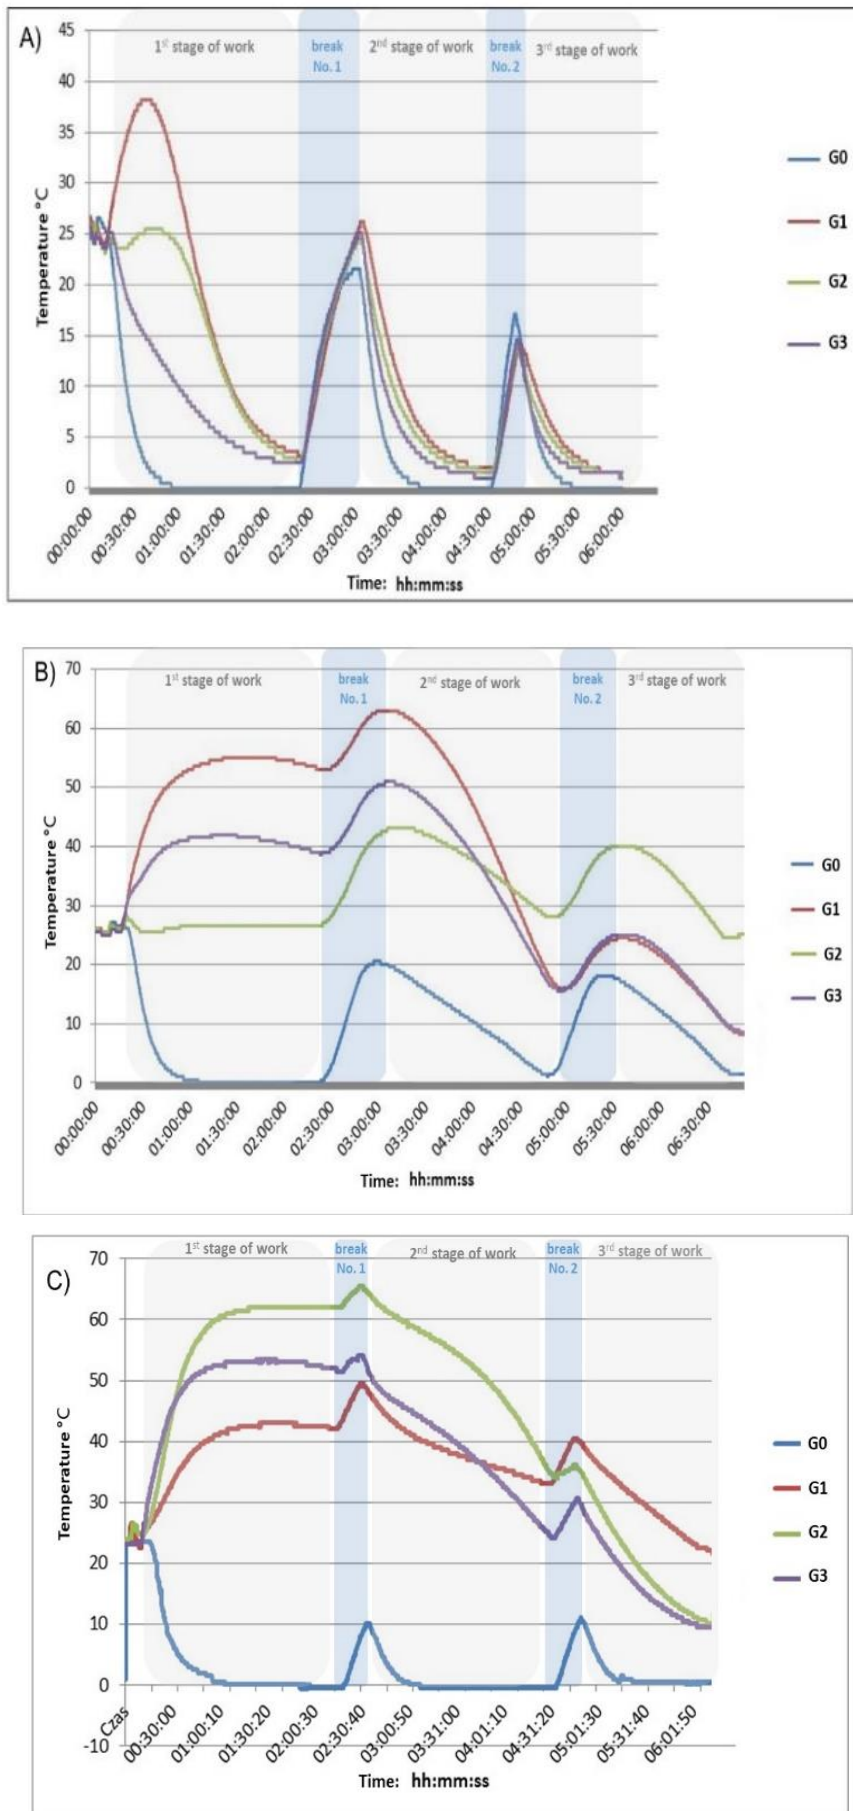 A)
1st stage of work
break
No. 1
2nd stage of work
break
No. 2
3rd stage of work
45
40
35
30
25
20
15
10
5
0
Temperature °C
00:00:00
00:30:00
01:00:00
01:30:00
02:00:00
02:30:00
03:00:00
03:30:00
04:00:00
04:30:00
05:00:00
05:30:00
06:00:00
Time: hh:mm:ss
G0
G1
G2
G3
B)
1st stage of work
break
No. 1
2nd stage of work
break
No. 2
3rd stage of work
70
60
50
40
30
20
10
0
Temperature °C
00:00:00
00:30:00
01:00:00
01:30:00
02:00:00
02:30:00
03:00:00
03:30:00
04:00:00
04:30:00
05:00:00
05:30:00
06:00:00
06:30:00
Time: hh:mm:ss
G0
G1
G2
G3
C)
1st stage of work
break
No. 1
2nd stage of work
break
No. 2
3rd stage of work
70
60
50
40
30
20
10
0
-10
Temperature °C
Czas
00:30:00
01:00:10
01:30:20
02:00:30
02:30:40
03:00:50
03:31:00
04:01:10
04:31:20
05:01:30
05:31:40
06:01:50
Time: hh:mm:ss
G0
G1
G2
G3